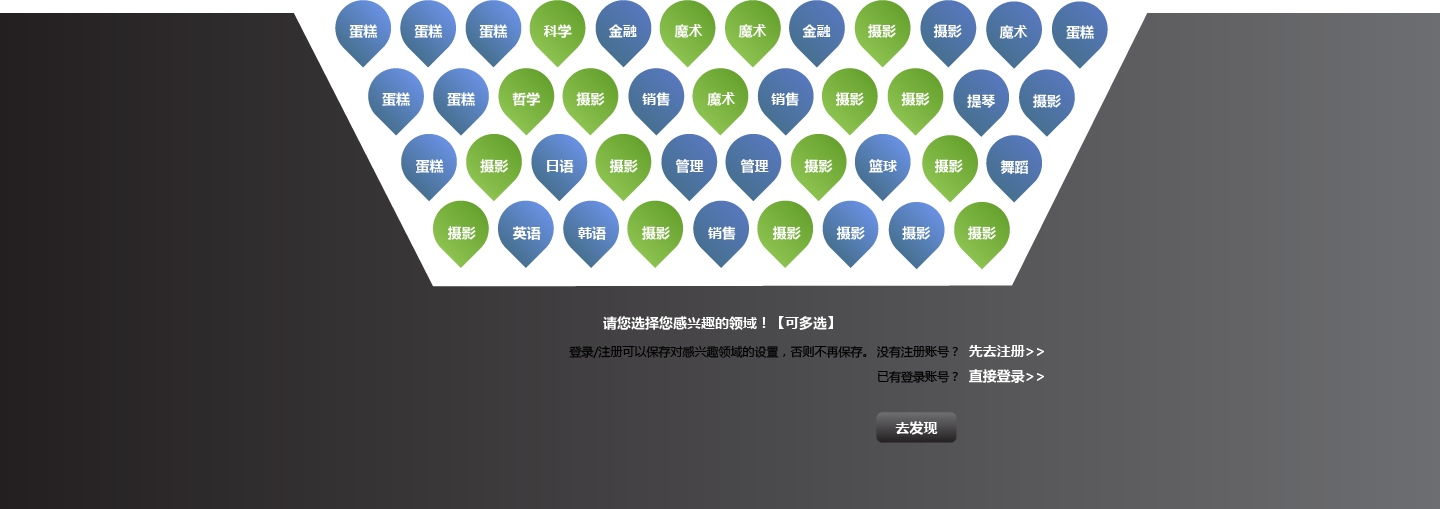 蛋糕 蛋糕 蛋糕 科学 金融 魔术 魔术 金融 摄影 摄影 魔术 蛋糕
蛋糕 蛋糕 哲学 摄影 销售 魔术 销售 摄影 摄影 提琴 摄影
蛋糕 摄影 日语 摄影 管理 管理 摄影 篮球 摄影 舞蹈
摄影 英语 韩语 摄影 销售 摄影 摄影 摄影 摄影
请您选择您感兴趣的领域！【可多选】
登录/注册可以保存对感兴趣领域的设置，否则不再保存。 没有注册账号？ 先去注册>>
已有登录账号？ 直接登录>>
去发现